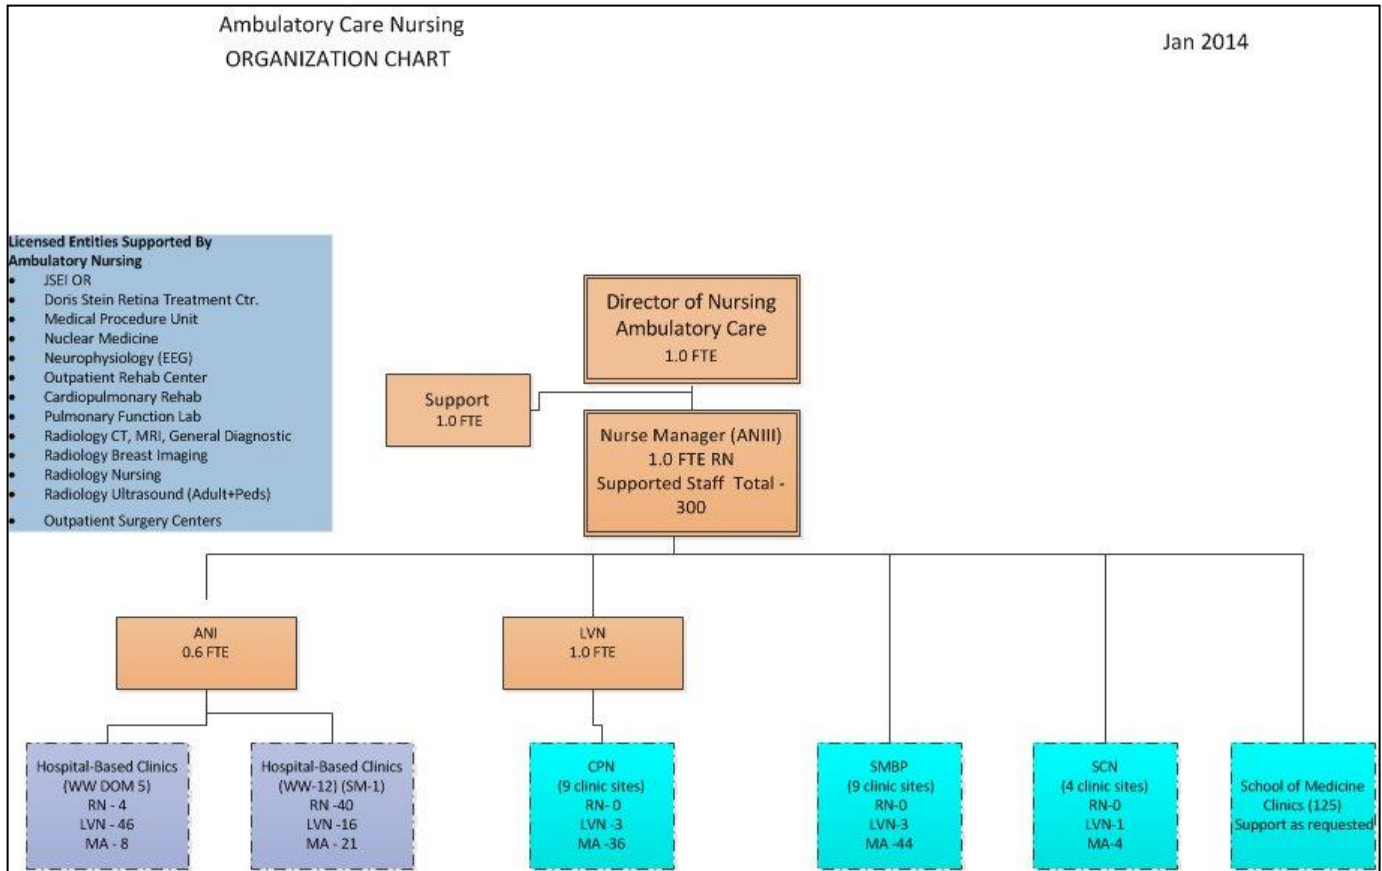 Ambulatory Care Nursing
ORGANIZATION CHART
Jan 2014
Licensed Entities Supported By
Ambulatory Nursing
• JSEI OR
• Doris Stein Retina Treatment Ctr.
• Medical Procedure Unit
• Nuclear Medicine
• Neurophysiology (EEG)
• Outpatient Rehab Center
• Cardiopulmonary Rehab
• Pulmonary Function Lab
• Radiology CT, MRI, General Diagnostic
• Radiology Breast Imaging
• Radiology Nursing
• Radiology Ultrasound (Adult+Peds)
• Outpatient Surgery Centers
Director of Nursing
Ambulatory Care
1.0 FTE
Support
1.0 FTE
Nurse Manager (ANIII)
1.0 FTE RN
Supported Staff Total -
300
ANI
0.6 FTE
LVN
1.0 FTE
Hospital-Based Clinics
(WW DOM 5)
RN - 4
LVN - 46
MA - 8
Hospital-Based Clinics
(WW-12) (SM-1)
RN -40
LVN -16
MA - 21
CPN
(9 clinic sites)
RN- 0
LVN -3
MA -36
SMBP
(9 clinic sites)
RN-0
LVN-3
MA -44
SCN
(4 clinic sites)
RN-0
LVN-1
MA-4
School of Medicine
Clinics (125)
Support as requested